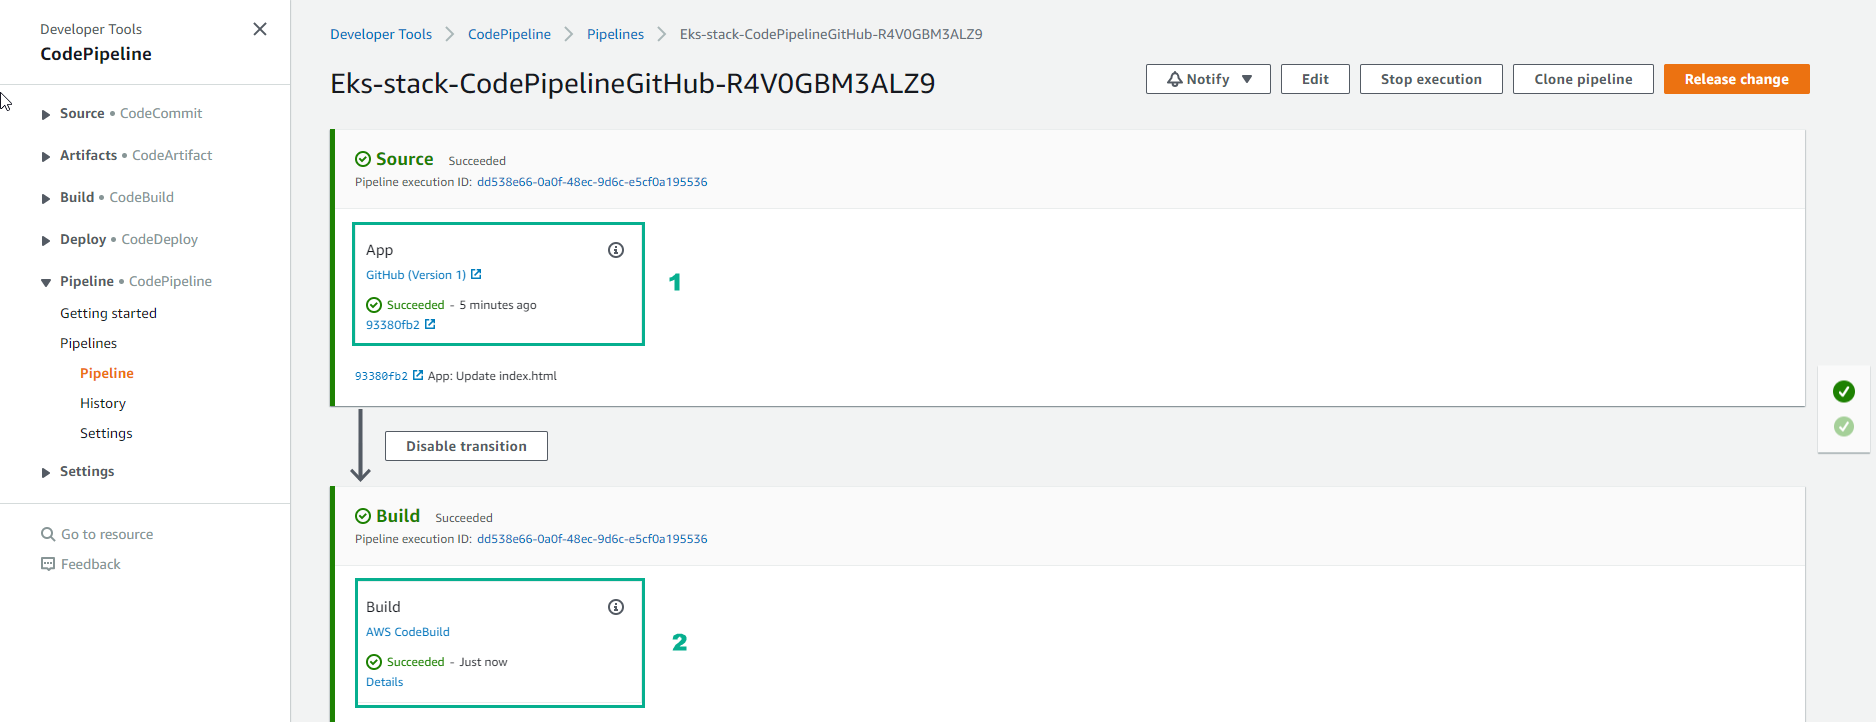 Developer Tools
CodePipeline
Source • CodeCommit
Artifacts • CodeArtifact
Build • CodeBuild
Deploy • CodeDeploy
Pipeline • CodePipeline
Getting started
Pipelines
Pipeline
History
Settings
Settings
Go to resource
Feedback
Developer Tools > CodePipeline > Pipelines > Eks-stack-CodePipelineGitHub-R4V0GBM3ALZ9
Eks-stack-CodePipelineGitHub-R4V0GBM3ALZ9
Notify Edit Stop execution Clone pipeline Release change
Source Succeeded
Pipeline execution ID: dd538e66-0a0f-48ec-9d6c-e5cf0a195536
App
GitHub (Version 1)
Succeeded - 5 minutes ago
93380fb2
1
93380fb2 App: Update index.html
Disable transition
Build Succeeded
Pipeline execution ID: dd538e66-0a0f-48ec-9d6c-e5cf0a195536
Build
AWS CodeBuild
Succeeded - Just now
Details
2